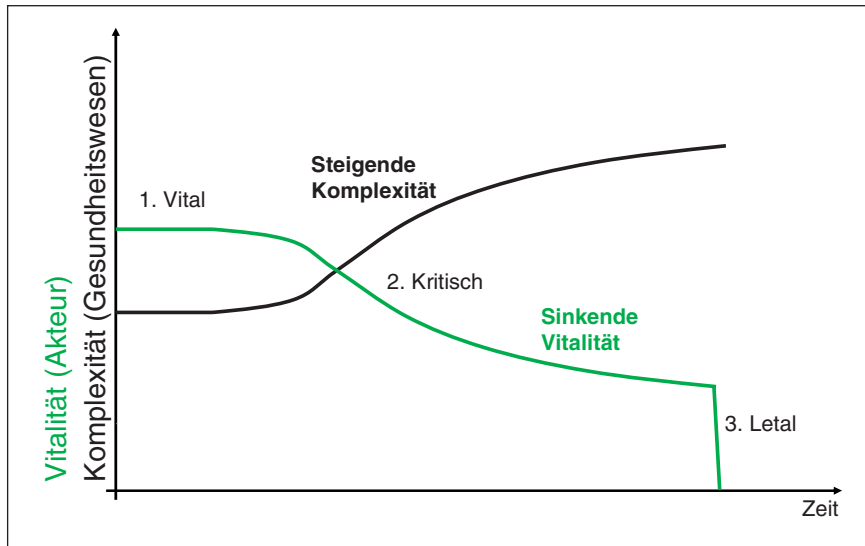 Vitalität (Akteur)
Komplexität (Gesundheitswesen)
1. Vital
Steigende
Komplexität
2. Kritisch
Sinkende
Vitalität
3. Letal
Zeit